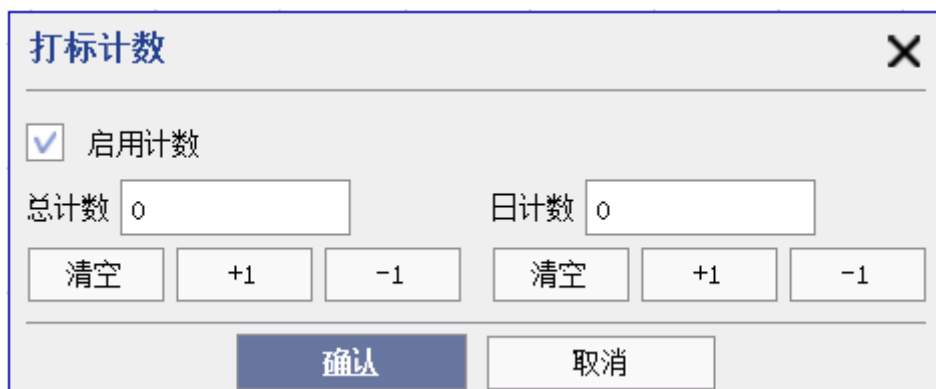 打标计数
启用计数
总计数 0 日计数 0
清空 +1 -1 清空 +1 -1
确认 取消